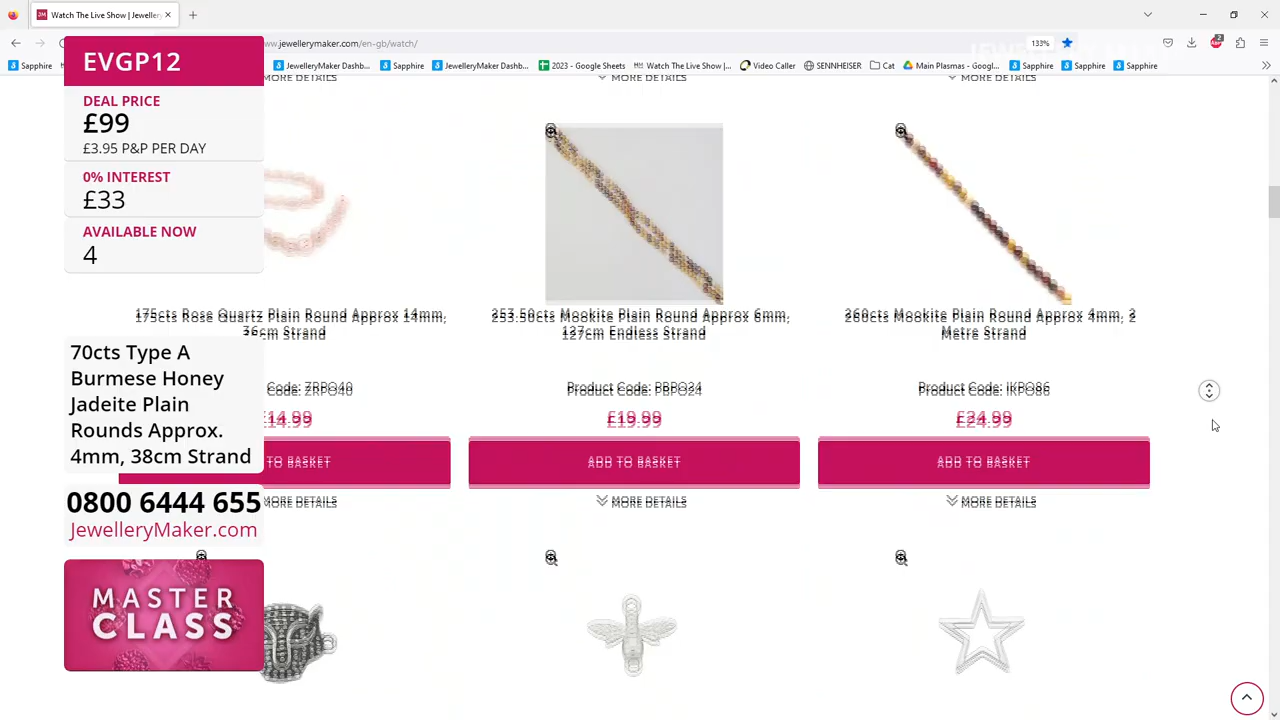 Watch The Live Show | Jeweller
ww.jewellerymaker.com/en-gb/watch/
133%
2
Sapphire
JewelleryMaker Dashb...
Sapphire
JewelleryMaker Dashb...
2023 - Google Sheets
Watch The Live Show |...
Video Caller
SENNHEISER
Cat
Main Plasmas - Googl...
Sapphire
Sapphire
Sapphire
EVGP12
DEAL PRICE
£99
£3.95 P&P PER DAY
0% INTEREST
£33
AVAILABLE NOW
4
70cts Type A
Burmese Honey
Jadeite Plain
Rounds Approx.
4mm, 38cm Strand
0800 6444 655
JewelleryMaker.com
MASTER
CLASS
MORE DETAILS
MORE DETAILS
MORE DETAILS
175cts Rose Quartz Plain Round Approx 14mm,
36cm Strand
Code: ZRPO40
£14.99
TO BASKET
MORE DETAILS
253.50cts Mookite Plain Round Approx 6mm,
127cm Endless Strand
Product Code: PBPO24
£19.99
ADD TO BASKET
MORE DETAILS
260cts Mookite Plain Round Approx 4mm, 2
Metre Strand
Product Code: IKPO86
£24.99
ADD TO BASKET
MORE DETAILS